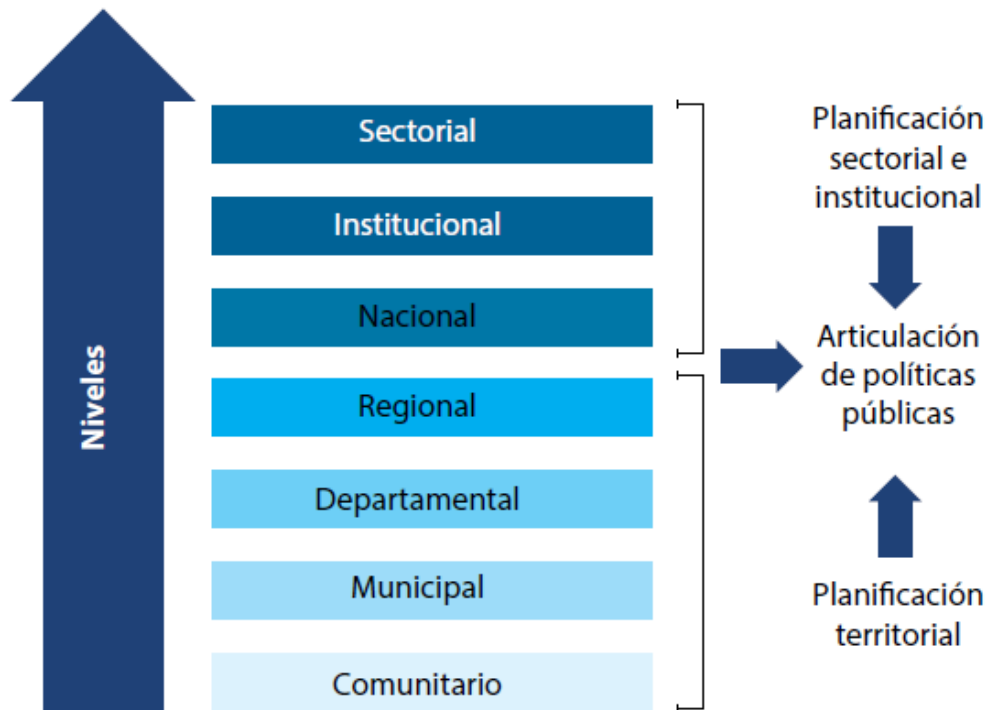 Niveles
Sectorial
Institucional
Nacional
Regional
Departamental
Municipal
Comunitario
Planificación
sectorial e
institucional
Articulación
de políticas
públicas
Planificación
territorial